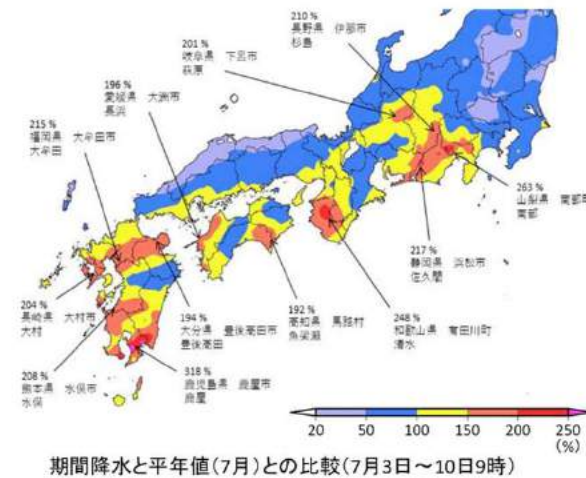 210 %
長野県 伊那市
杉島
201 %
岐阜県 下呂市
萩原
196 %
愛媛県 大洲市
長浜
215 %
福岡県 大牟田市
大牟田
263 %
山梨県 南部町
南部
217 %
静岡県 浜松市
佐久間
204 %
長崎県 大村市
大村
194 %
大分県 豊後高田市
豊後高田
192 %
高知県 馬路村
魚梁瀬
248 %
和歌山県 有田川町
清水
208 %
熊本県 水俣市
水俣
318 %
鹿児島県 鹿屋市
鹿屋
20 50 100 150 200 250
(%)
期間降水と平年値(7月)との比較(7月3日～10日9時)